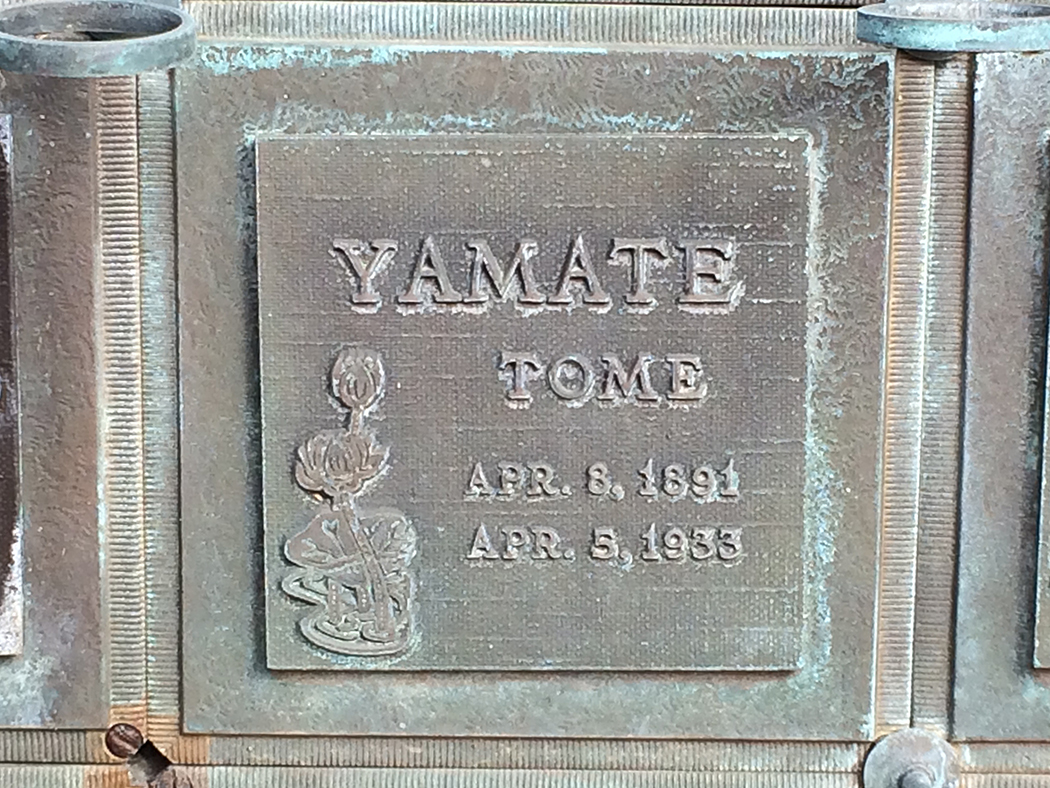 YAMATE
TOME
APR. 8, 1891
APR. 5, 1933